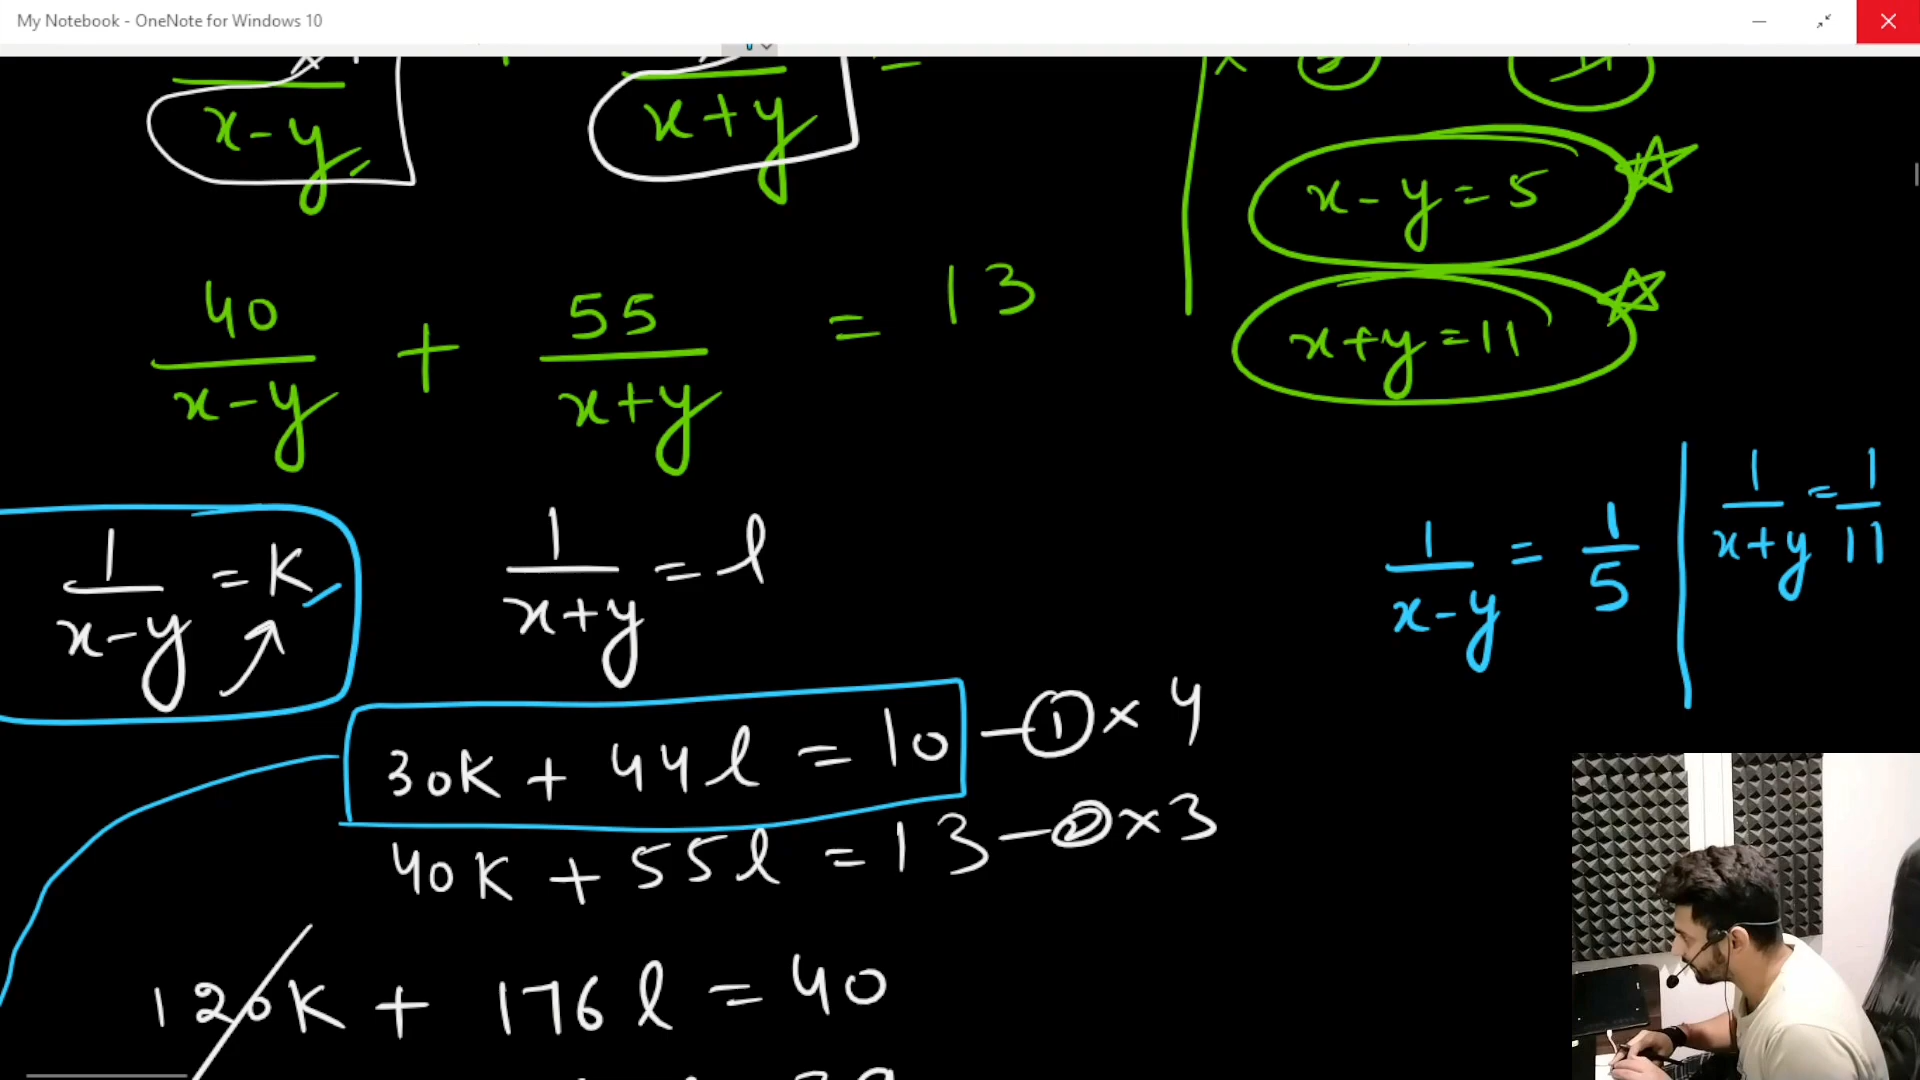 My Notebook - OneNote for Windows 10
x-y
x+y =
x-y=5
x+y=11
40/x-y + 55/x+y = 13
1/x-y = K
1/x+y = l
1/x-y = 1/5
1/x+y = 1/11
30K + 44l = 10 - ① × 4
40K + 55l = 13 - ② × 3
120K + 176l = 40